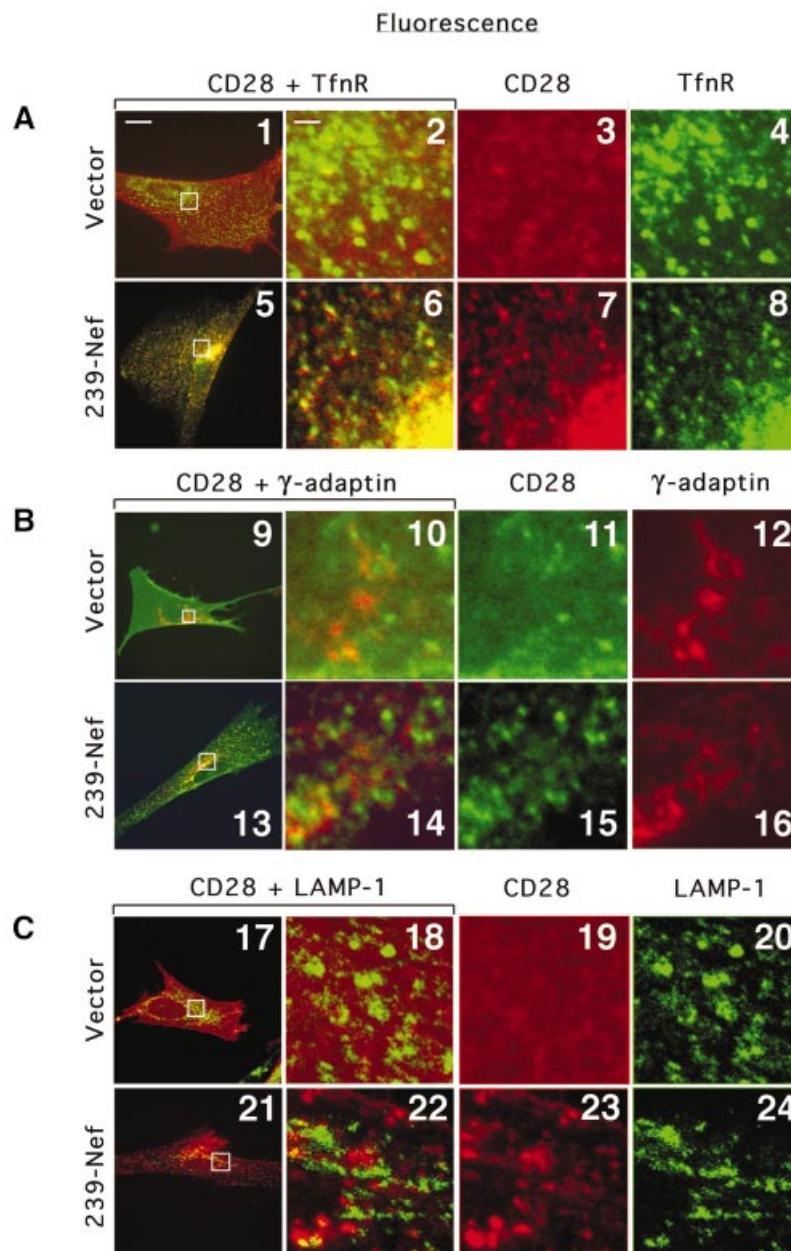 Fluorescence
CD28 + TfnR CD28 TfnR
A
Vector
1 2 3 4
239-Nef
5 6 7 8
CD28 + γ-adaptin CD28 γ-adaptin
B
Vector
9 10 11 12
239-Nef
13 14 15 16
CD28 + LAMP-1 CD28 LAMP-1
C
Vector
17 18 19 20
239-Nef
21 22 23 24